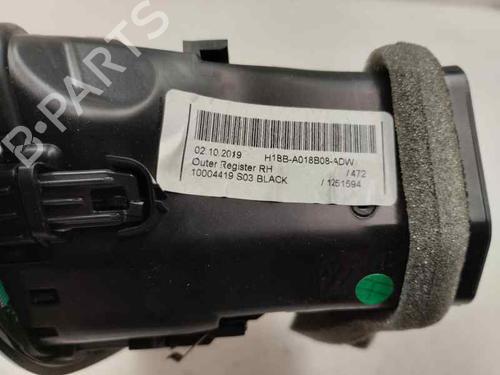 02.10.2019 H1BB-A018B08-ADW
Outer Register RH /472
10004419 S03 BLACK /1251594
B-PARTS